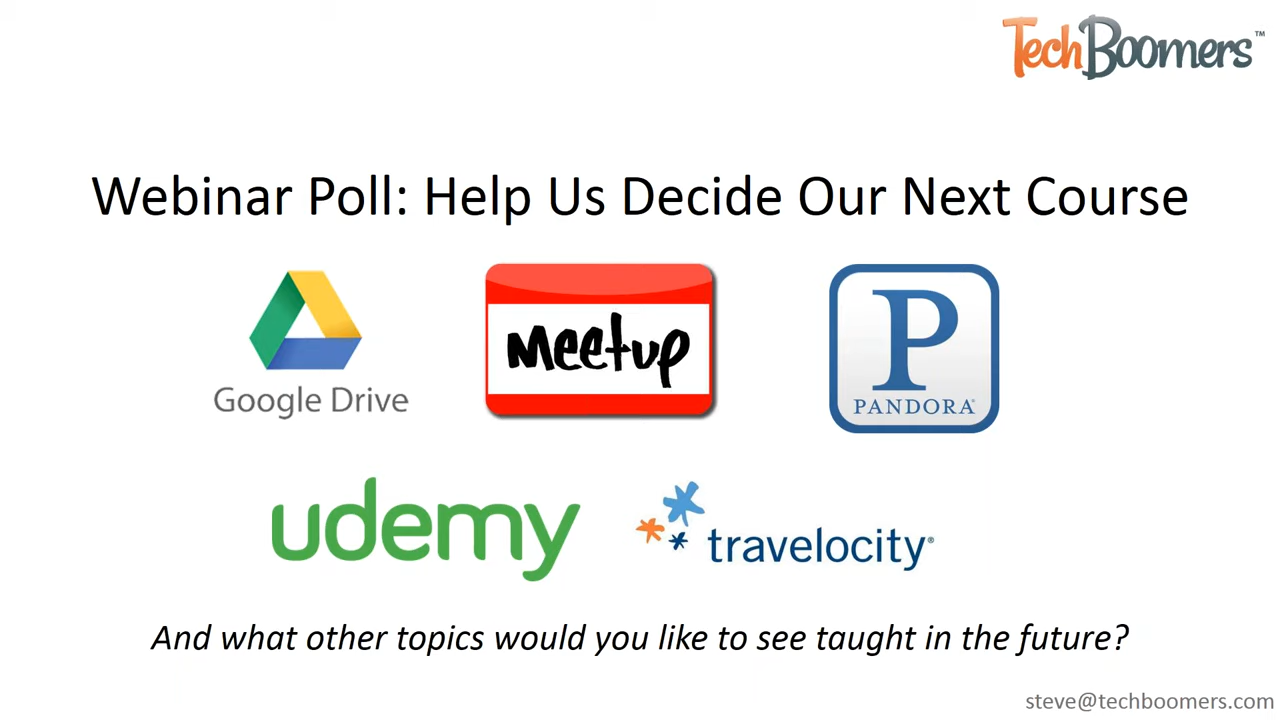 TechBoomers™
Webinar Poll: Help Us Decide Our Next Course
Google Drive
meetup
P
PANDORA®
udemy
travelocity®
And what other topics would you like to see taught in the future?
steve@techboomers.com